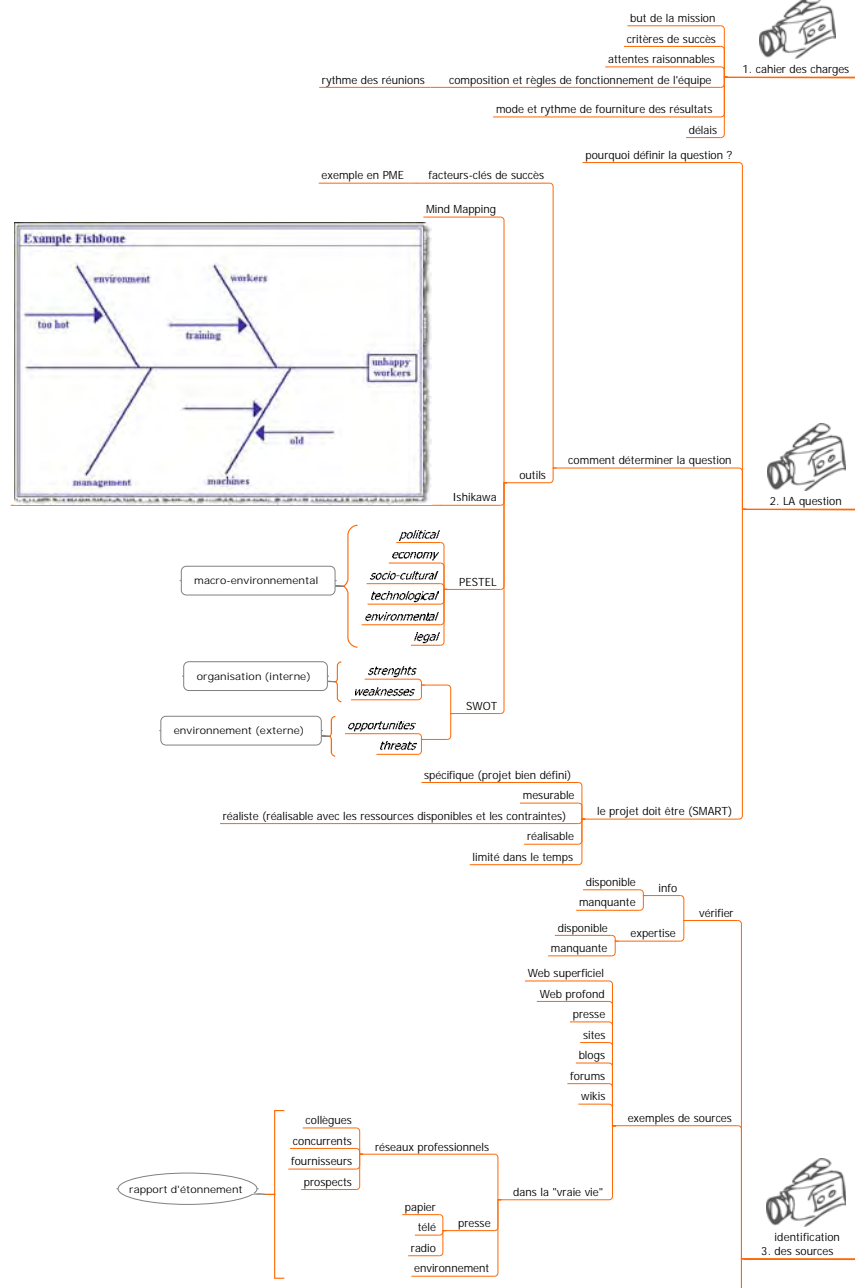 but de la mission
critères de succès
attentes raisonnables
rythme des réunions
composition et règles de fonctionnement de l'équipe
mode et rythme de fourniture des résultats
délais
1. cahier des charges
pourquoi définir la question ?
exemple en PME
facteurs-clés de succès
Mind Mapping
Example Fishbone
environment
workers
too hot
training
unhappy
workers
old
management
machines
Ishikawa
outils
comment déterminer la question
2. LA question
political
economy
socio-cultural
technological
environmental
legal
macro-environnemental
PESTEL
organisation (interne)
strenghts
weaknesses
SWOT
environnement (externe)
opportunities
threats
spécifique (projet bien défini)
mesurable
réaliste (réalisable avec les ressources disponibles et les contraintes)
réalisable
limité dans le temps
le projet doit être (SMART)
disponible
manquante
info
vérifier
disponible
manquante
expertise
Web superficiel
Web profond
presse
sites
blogs
forums
wikis
exemples de sources
collègues
concurrents
fournisseurs
prospects
réseaux professionnels
rapport d'étonnement
dans la "vraie vie"
papier
télé
radio
presse
environnement
identification
3. des sources